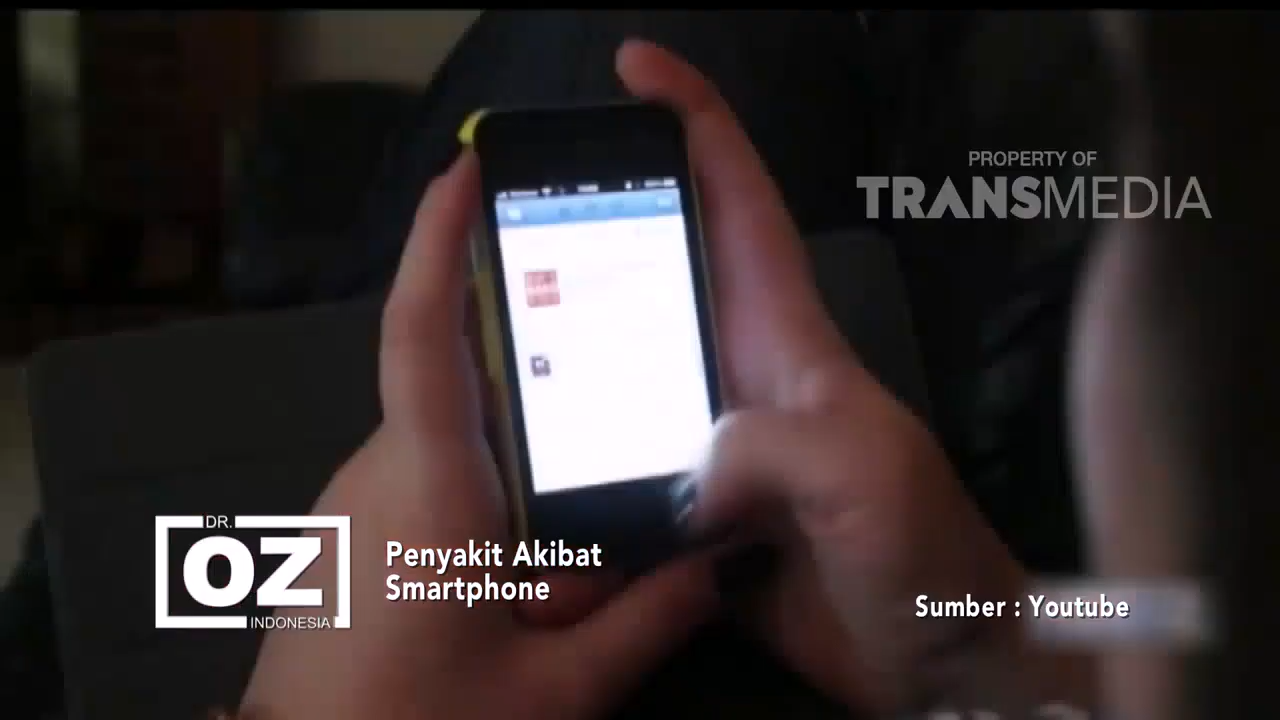 PROPERTY OF
TRANSMEDIA
DR.
OZ
INDONESIA
Penyakit Akibat
Smartphone
Sumber : Youtube